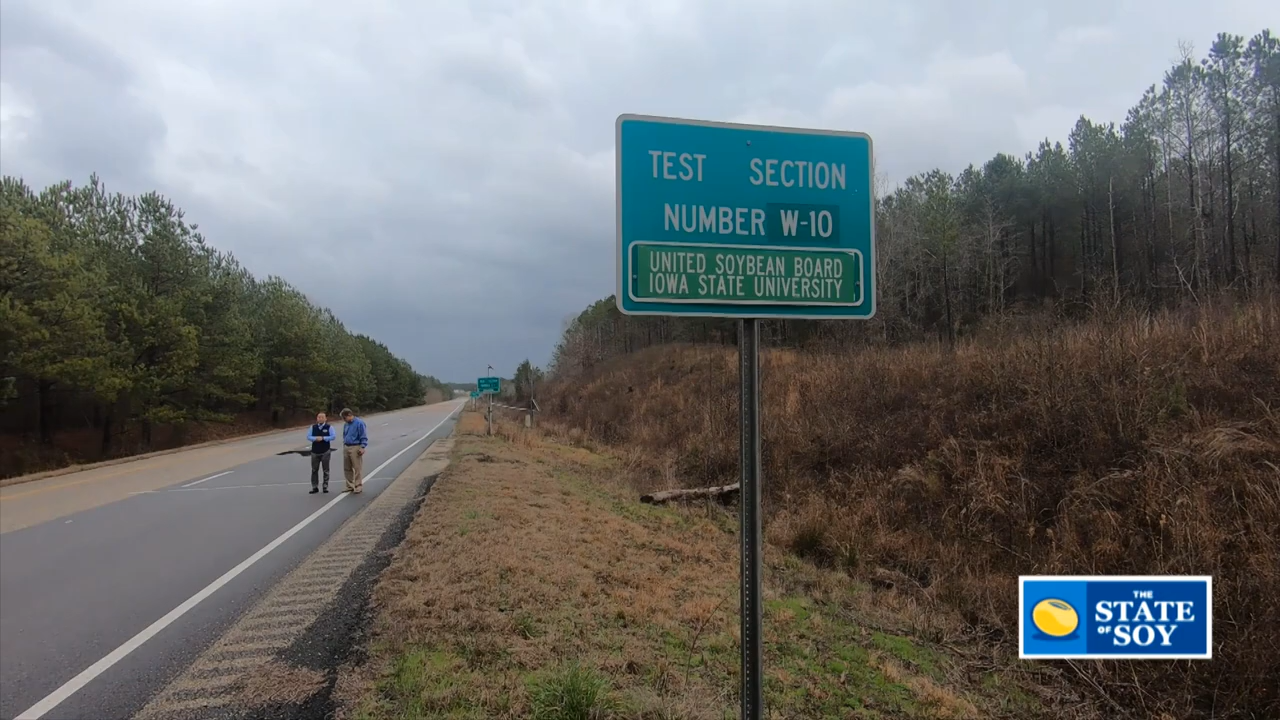 TEST SECTION
NUMBER W-10
UNITED SOYBEAN BOARD
IOWA STATE UNIVERSITY
THE
STATE
OF SOY